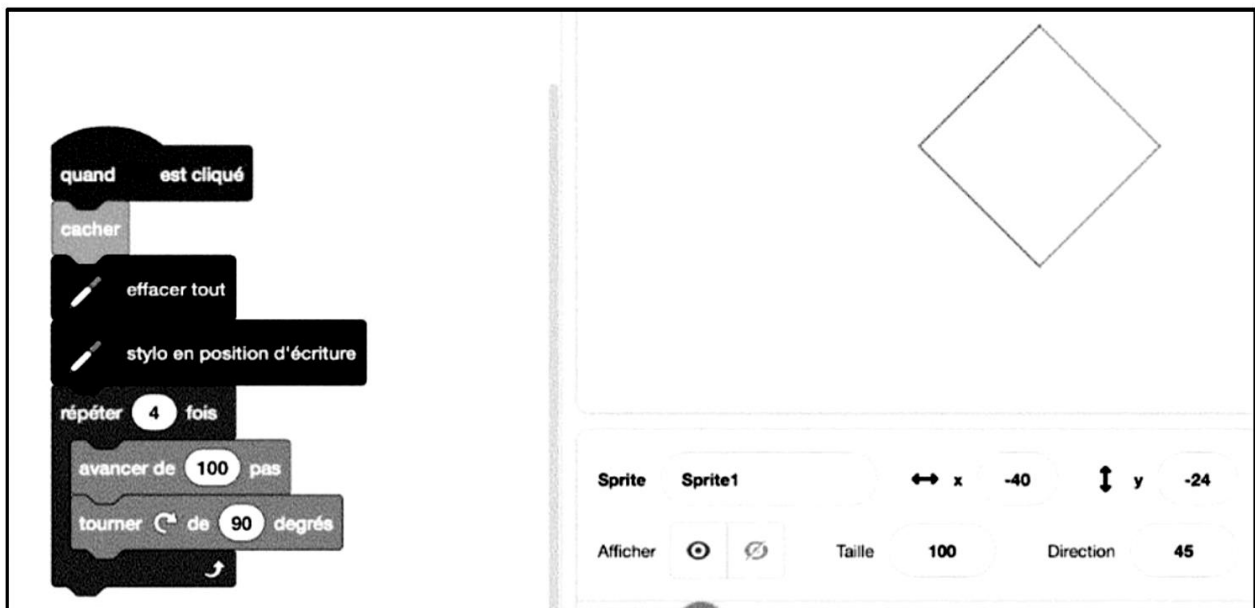 quand est cliqué
cacher
effacer tout
stylo en position d'écriture
répéter 4 fois
avancer de 100 pas
tourner de 90 degrés
Sprite Sprite1 x -40 y -24
Afficher Taille 100 Direction 45